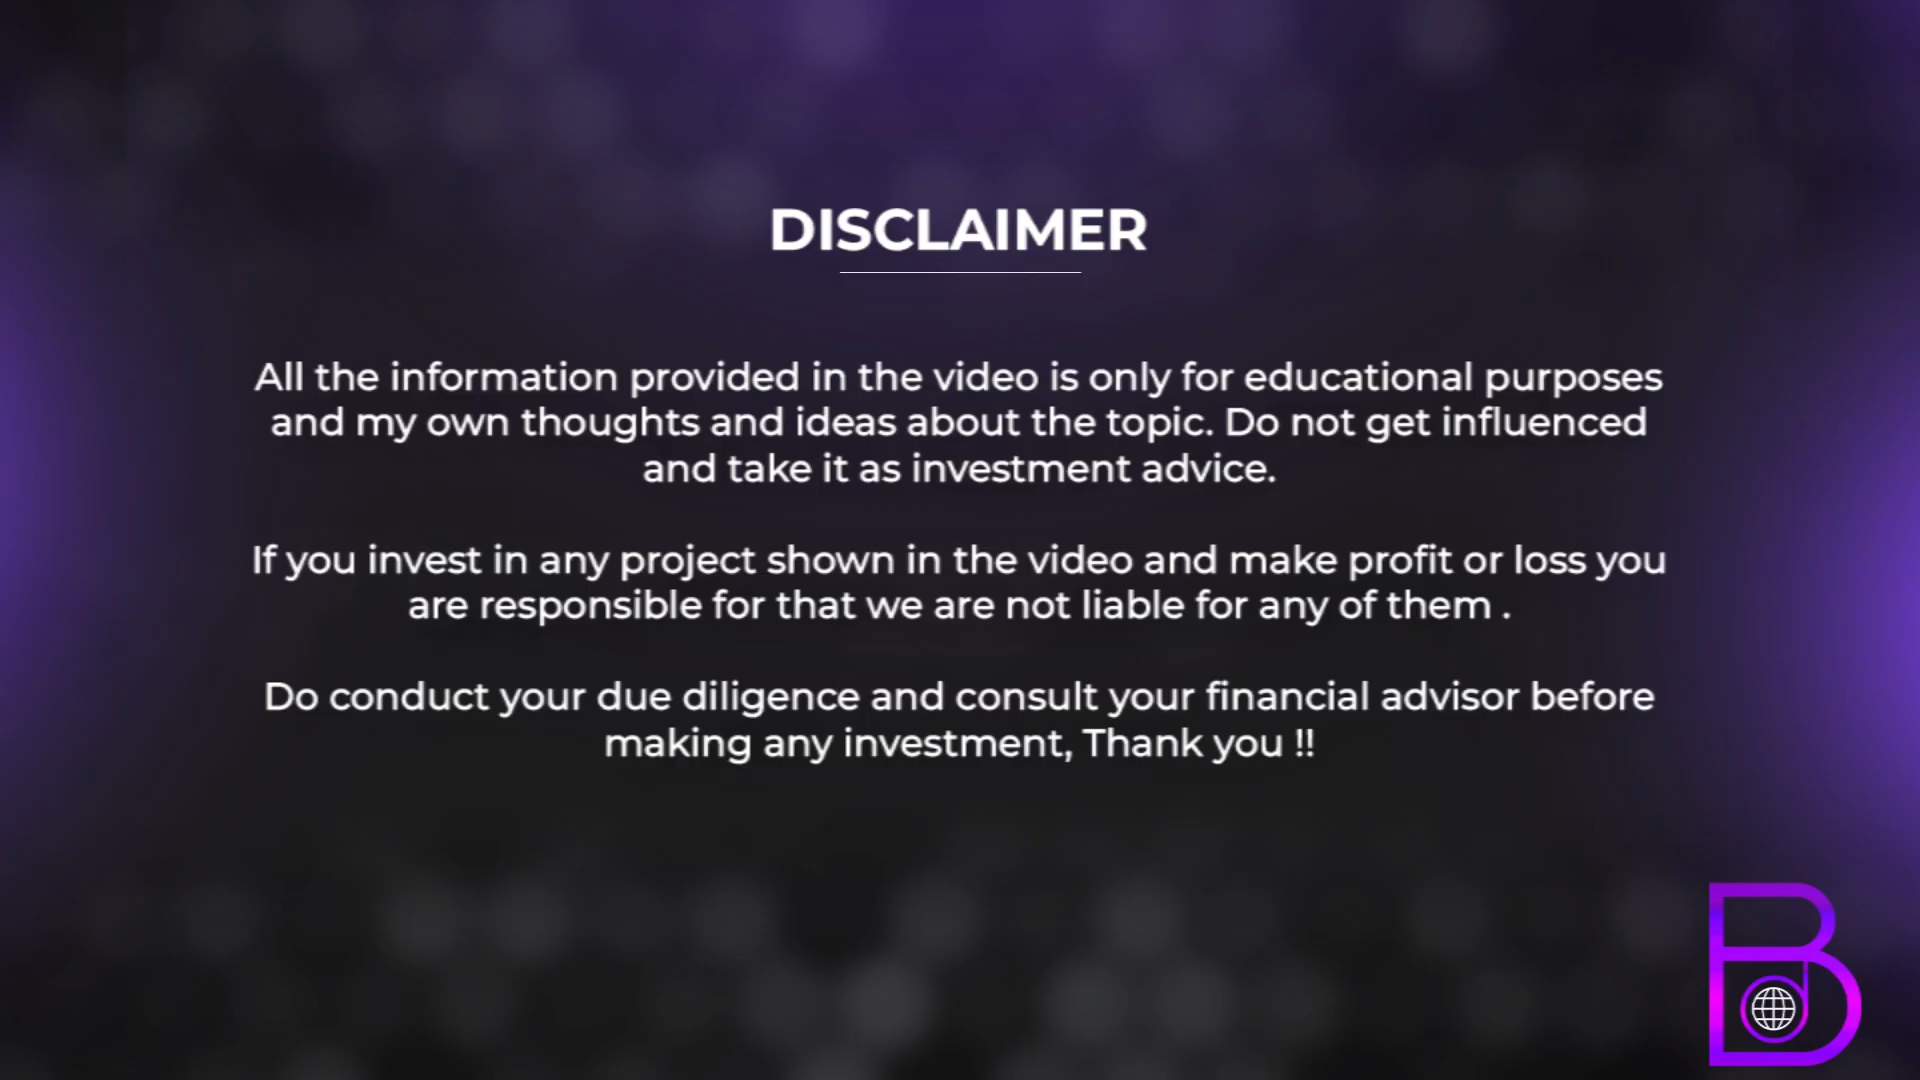 DISCLAIMER
All the information provided in the video is only for educational purposes
and my own thoughts and ideas about the topic. Do not get influenced
and take it as investment advice.
If you invest in any project shown in the video and make profit or loss you
are responsible for that we are not liable for any of them .
Do conduct your due diligence and consult your financial advisor before
making any investment, Thank you !!